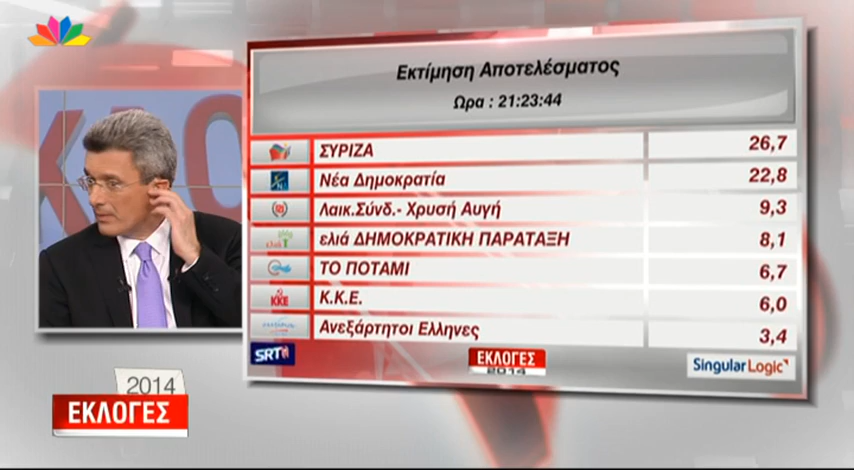 Εκτίμηση Αποτελέσματος
Ωρα : 21:23:44
ΣΥΡΙΖΑ 26,7
Νέα Δημοκρατία 22,8
Λαικ.Σύνδ.- Χρυσή Αυγή 9,3
ελιά ΔΗΜΟΚΡΑΤΙΚΗ ΠΑΡΑΤΑΞΗ 8,1
ΤΟ ΠΟΤΑΜΙ 6,7
ΚΚΕ Κ.Κ.Ε. 6,0
Ανεξάρτητοι Ελληνες 3,4
SRT
ΕΚΛΟΓΕΣ
2014
SingularLogic
2014
ΕΚΛΟΓΕΣ